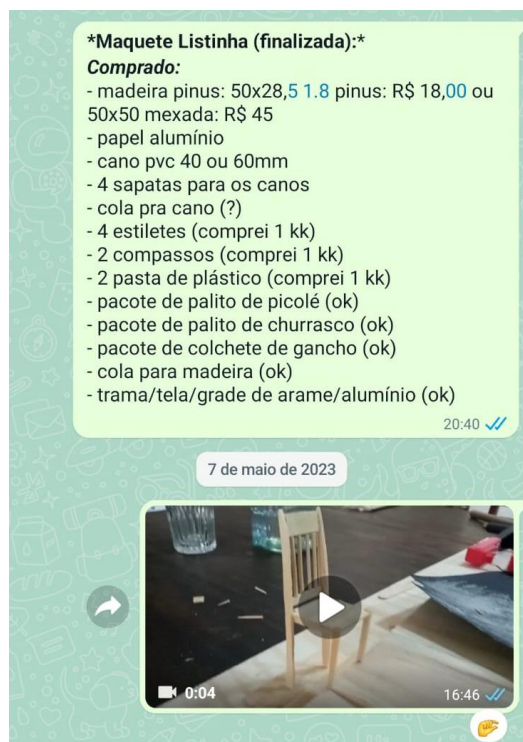 *Maquete Listinha (finalizada):*
Comprado:
- madeira pinus: 50x28,5 1.8 pinus: R$ 18,00 ou
50x50 mexada: R$ 45
- papel alumínio
- cano pvc 40 ou 60mm
- 4 sapatas para os canos
- cola pra cano (?)
- 4 estiletes (comprei 1 kk)
- 2 compassos (comprei 1 kk)
- 2 pasta de plástico (comprei 1 kk)
- pacote de palito de picolé (ok)
- pacote de palito de churrasco (ok)
- pacote de colchete de gancho (ok)
- cola para madeira (ok)
- trama/tela/grade de arame/alumínio (ok)
20:40
7 de maio de 2023
0:04
16:46